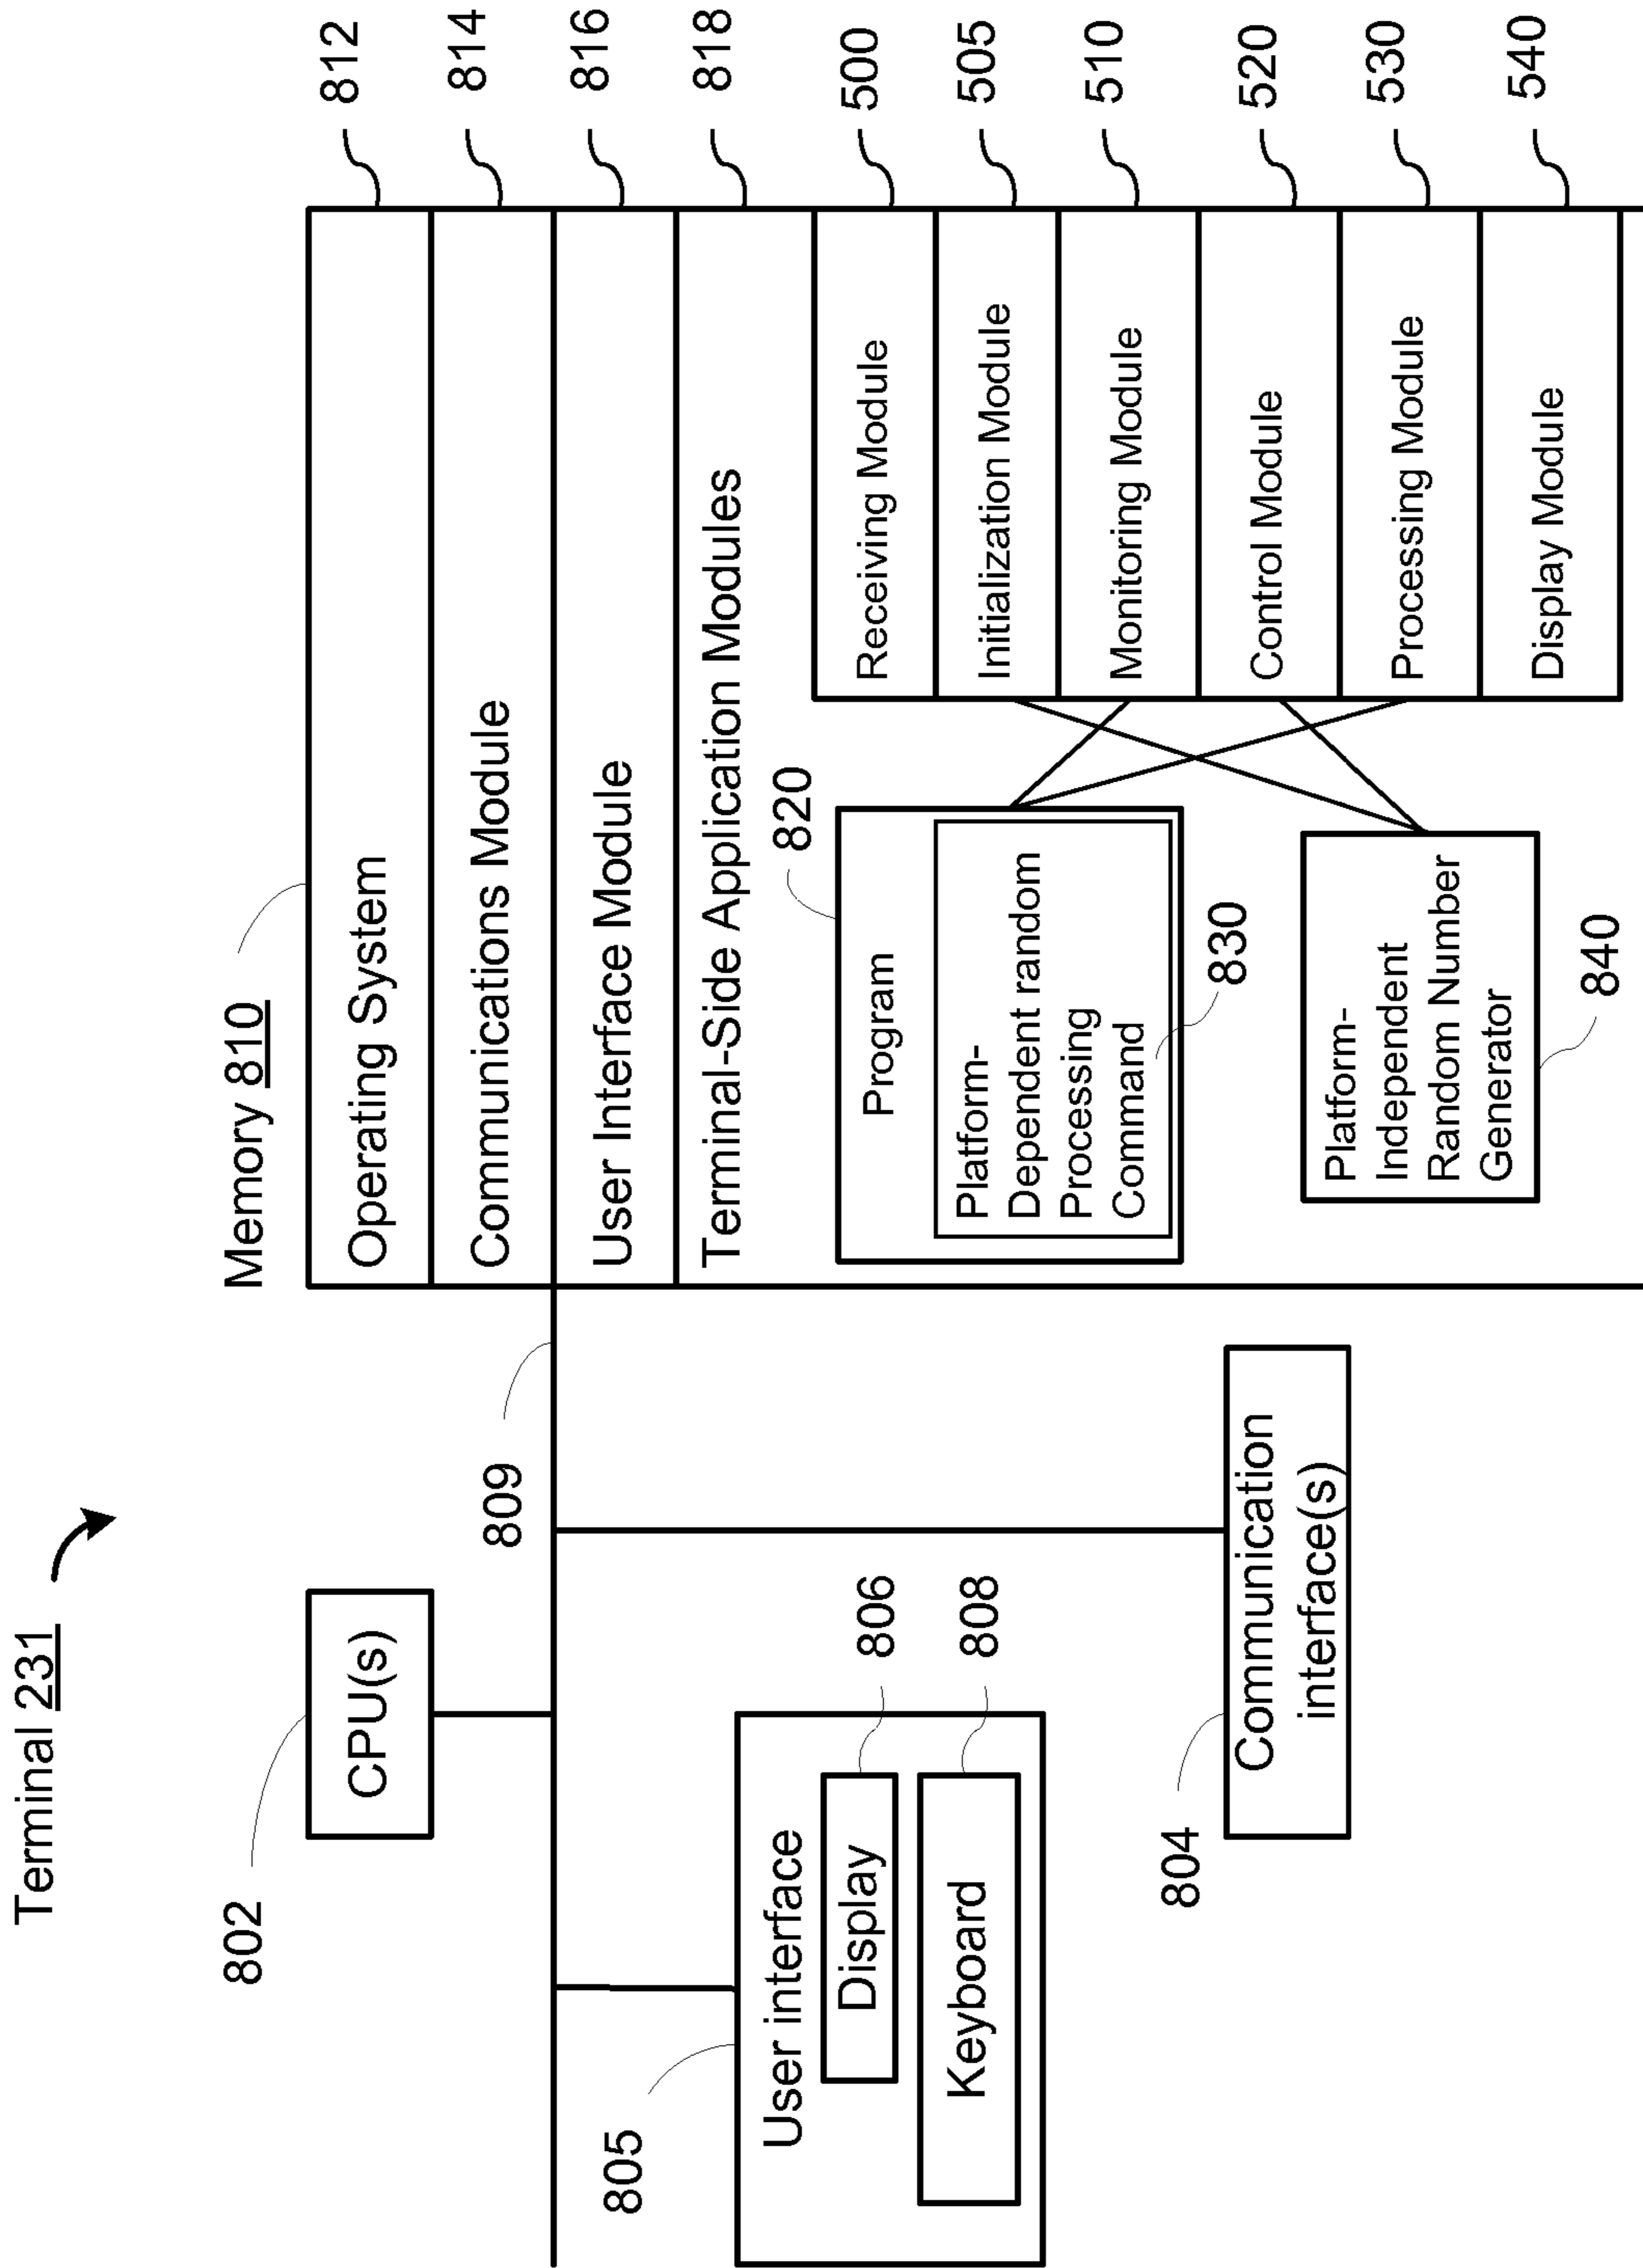 Terminal 231
802
CPU(s)
809
805
User interface
Display
806
Keyboard
808
804
Communication
interface(s)
Memory 810
Operating System
812
Communications Module
814
User Interface Module
816
Terminal-Side Application Modules
818
Receiving Module
500
Initialization Module
505
Monitoring Module
510
Control Module
520
Processing Module
530
Display Module
540
820
Program
Platform-
Dependent random
Processing
Command
830
Platform-
Independent
Random Number
Generator
840